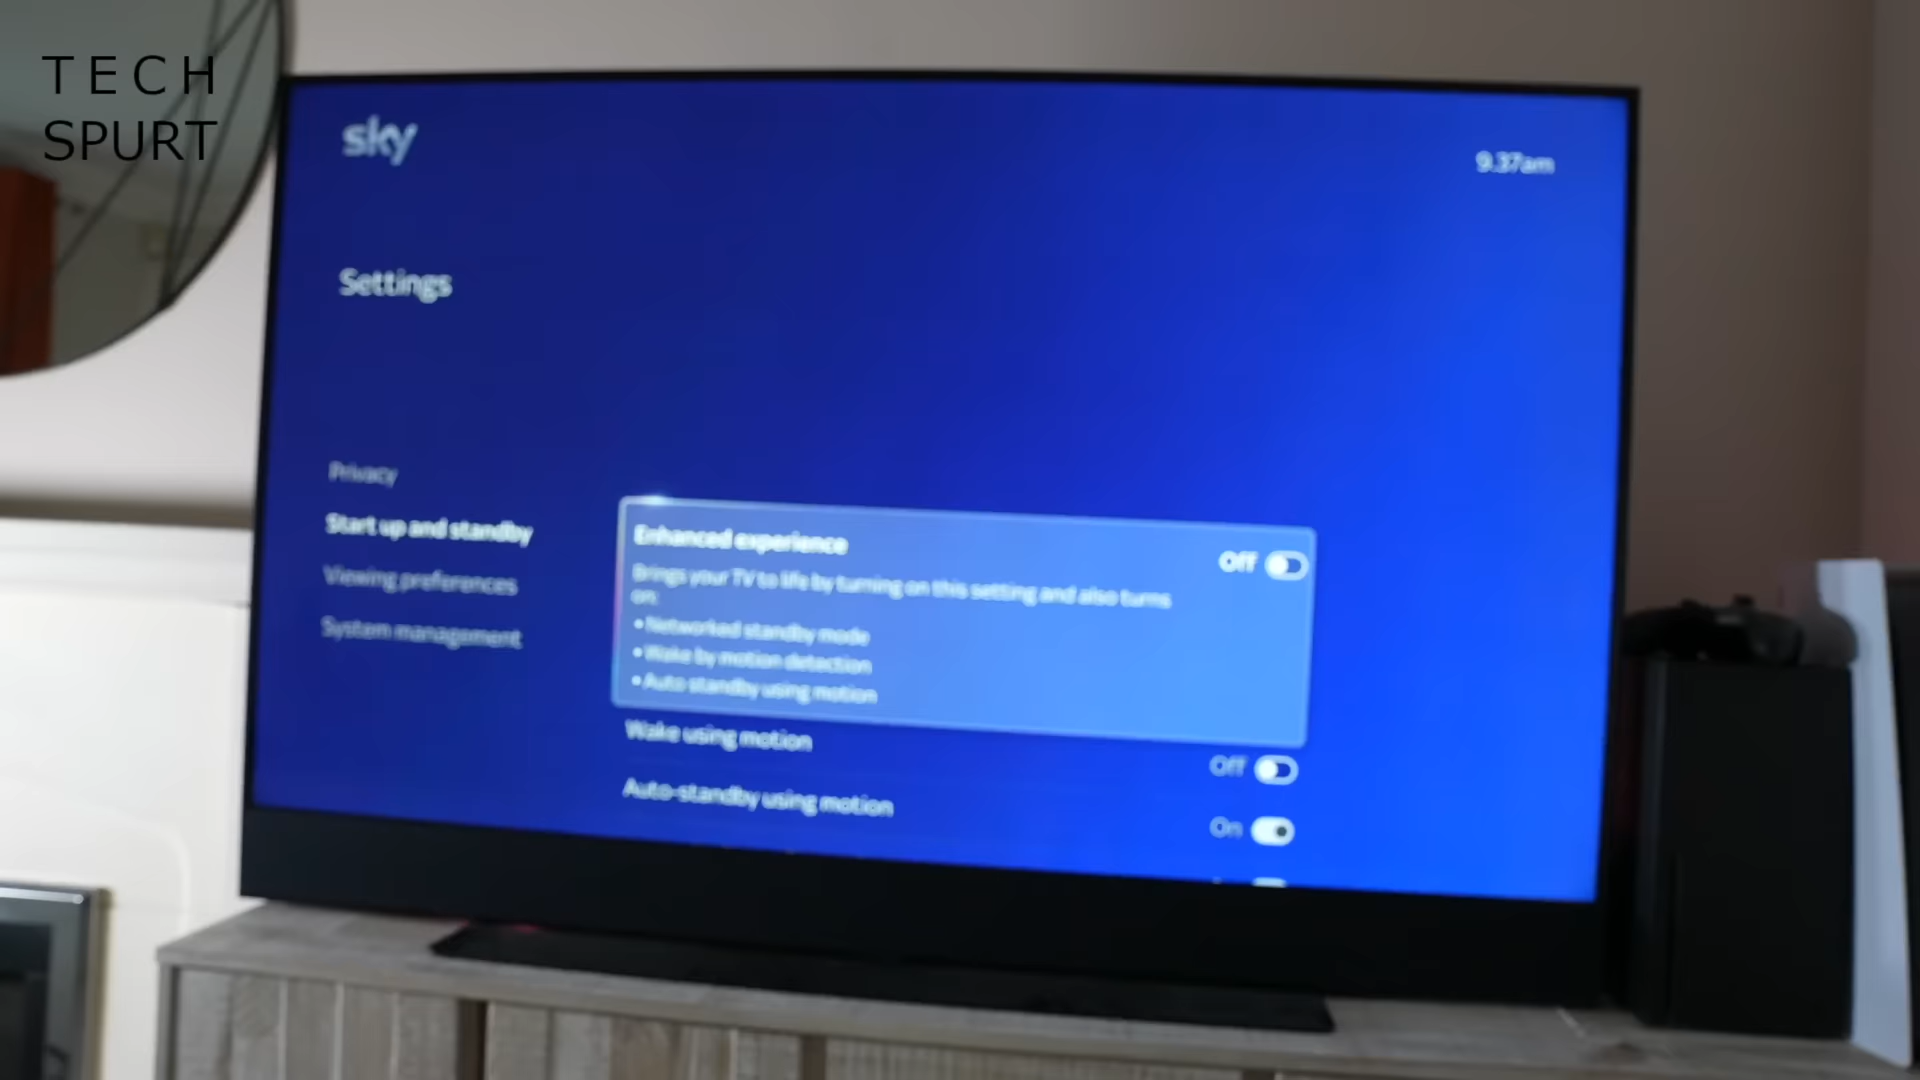 TECH
SPURT
sky
9.37am
Settings
Privacy
Start up and standby
Viewing preferences
System management
Enhanced experience
Off
Brings your TV to life by turning on this setting and also turns
on:
• Networked standby mode
• Wake by motion detection
• Auto standby using motion
Wake using motion
Off
Auto-standby using motion
On